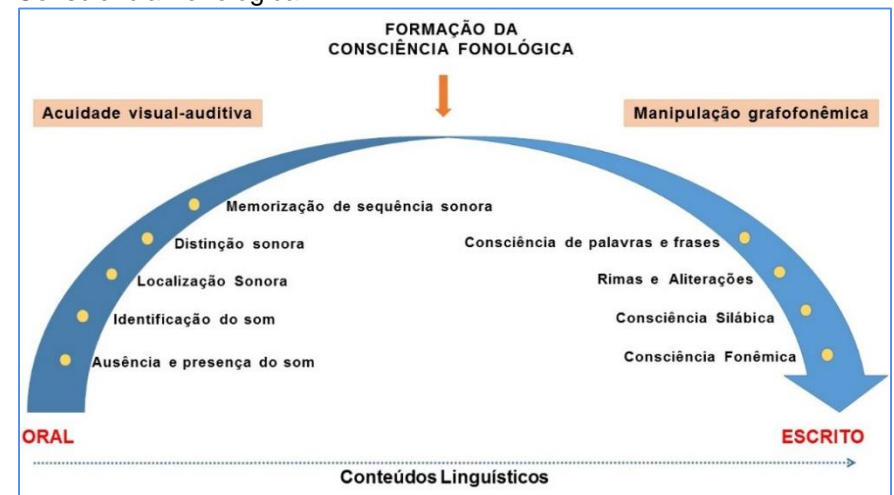 FORMAÇÃO DA
CONSCIÊNCIA FONOLÓGICA
Acuidade visual-auditiva
Manipulação grafofonêmica
Memorização de sequência sonora
Distinção sonora
Localização Sonora
Identificação do som
Ausência e presença do som
Consciência de palavras e frases
Rimas e Aliterações
Consciência Silábica
Consciência Fonêmica
ORAL
ESCRITO
Conteúdos Linguísticos